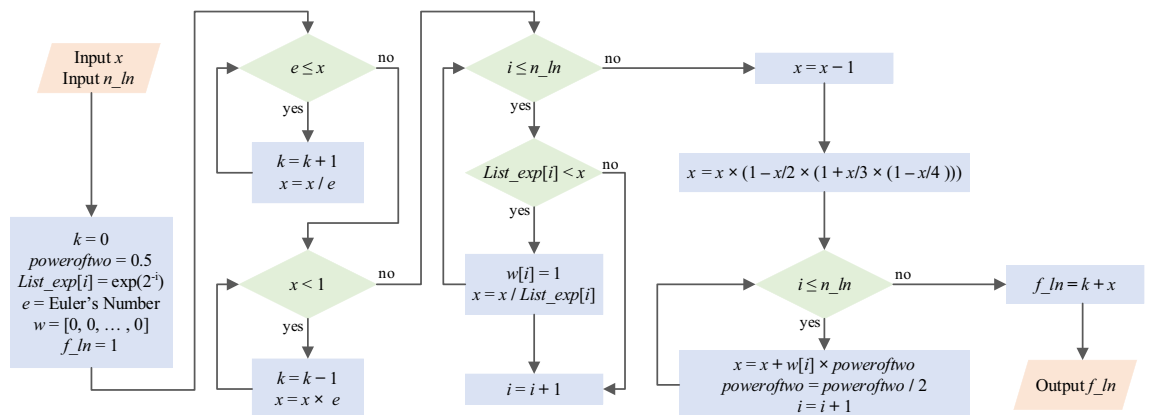 Input x
Input n_ln
k = 0
poweroftwo = 0.5
List_exp[i] = exp(2⁻ⁱ)
e = Euler's Number
w = [0, 0, … , 0]
f_ln = 1
e ≤ x
no
yes
k = k + 1
x = x / e
x < 1
no
yes
k = k − 1
x = x × e
i ≤ n_ln
no
yes
List_exp[i] < x
no
yes
w[i] = 1
x = x / List_exp[i]
i = i + 1
x = x − 1
x = x × (1 − x/2 × (1 + x/3 × (1 − x/4 )))
i ≤ n_ln
no
yes
x = x + w[i] × poweroftwo
poweroftwo = poweroftwo / 2
i = i + 1
f_ln = k + x
Output f_ln